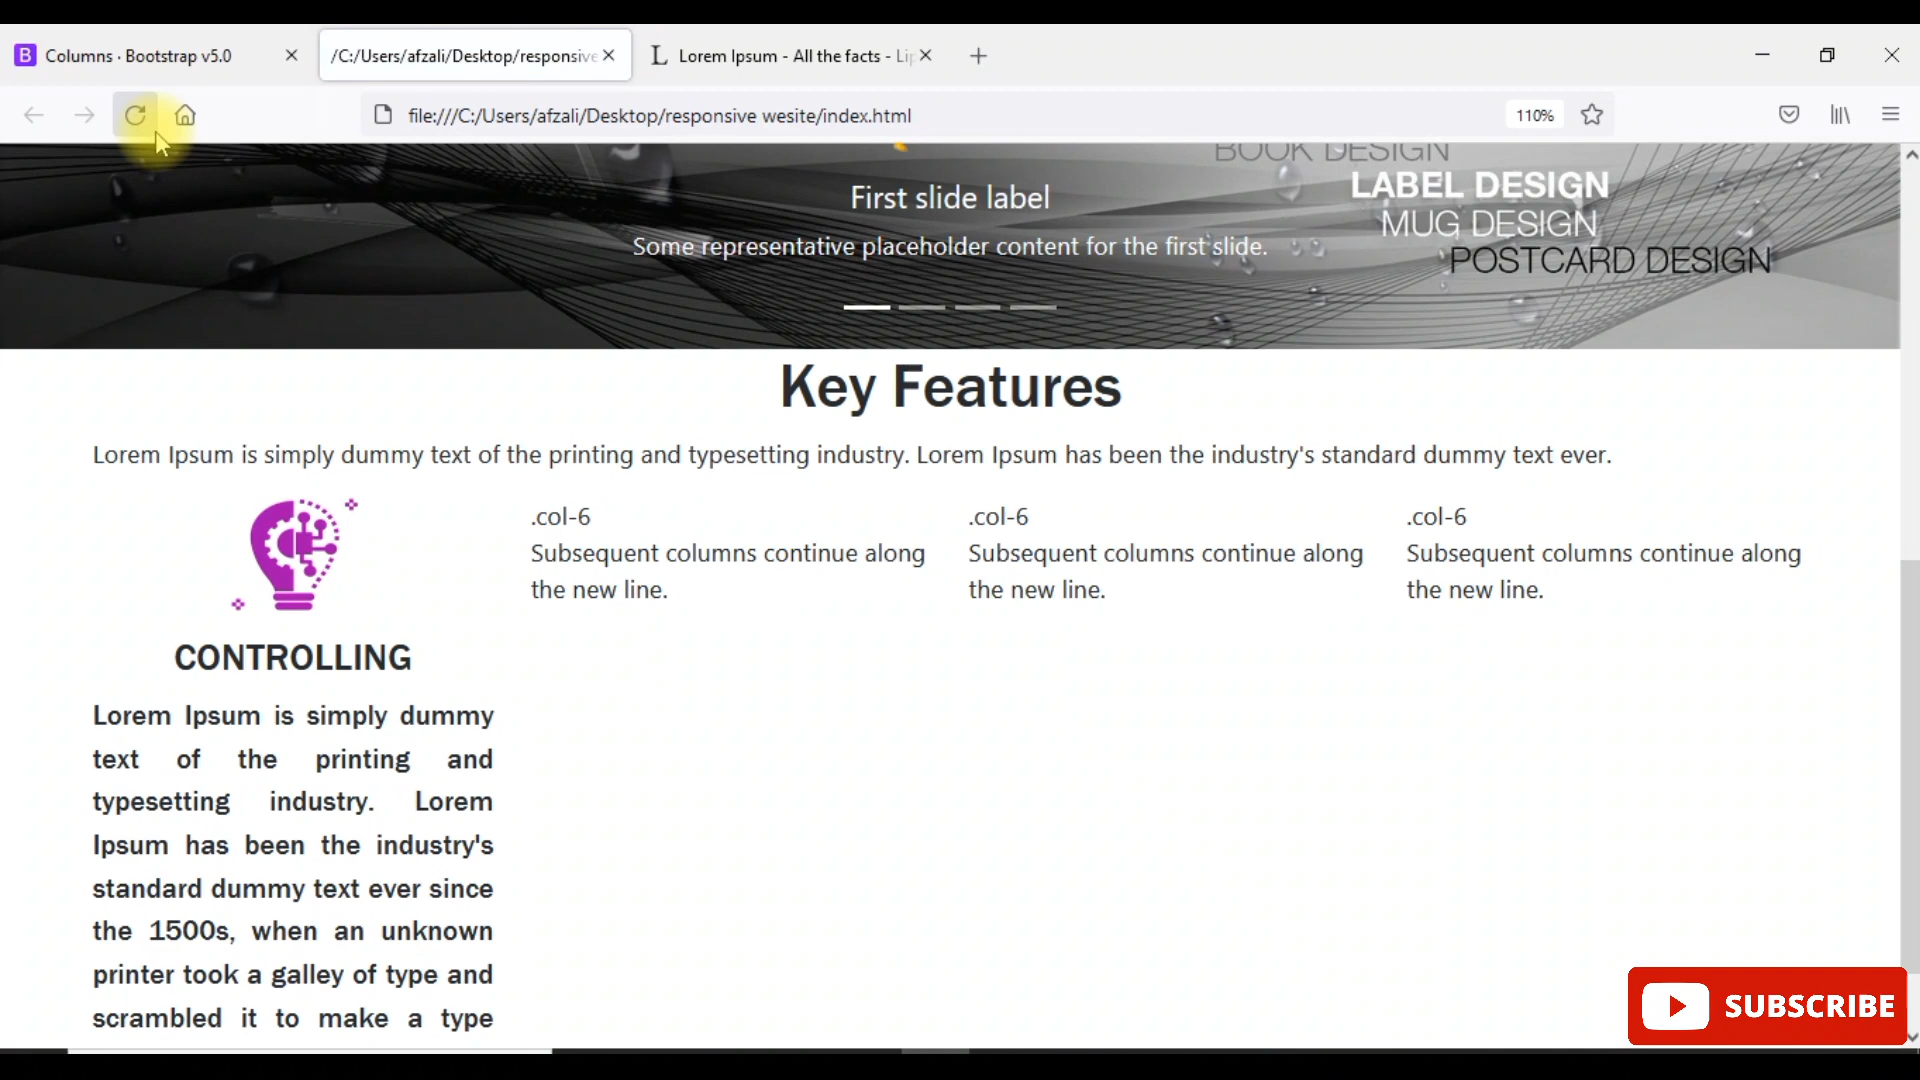 Columns · Bootstrap v5.0
/C:/Users/afzali/Desktop/responsive
Lorem Ipsum - All the facts - Lip
file:///C:/Users/afzali/Desktop/responsive wesite/index.html
110%
BOOK DESIGN
LABEL DESIGN
MUG DESIGN
POSTCARD DESIGN
First slide label
Some representative placeholder content for the first slide.
Key Features
Lorem Ipsum is simply dummy text of the printing and typesetting industry. Lorem Ipsum has been the industry's standard dummy text ever.
CONTROLLING
Lorem Ipsum is simply dummy
text of the printing and
typesetting industry. Lorem
Ipsum has been the industry's
standard dummy text ever since
the 1500s, when an unknown
printer took a galley of type and
scrambled it to make a type
.col-6
Subsequent columns continue along
the new line.
.col-6
Subsequent columns continue along
the new line.
.col-6
Subsequent columns continue along
the new line.
SUBSCRIBE